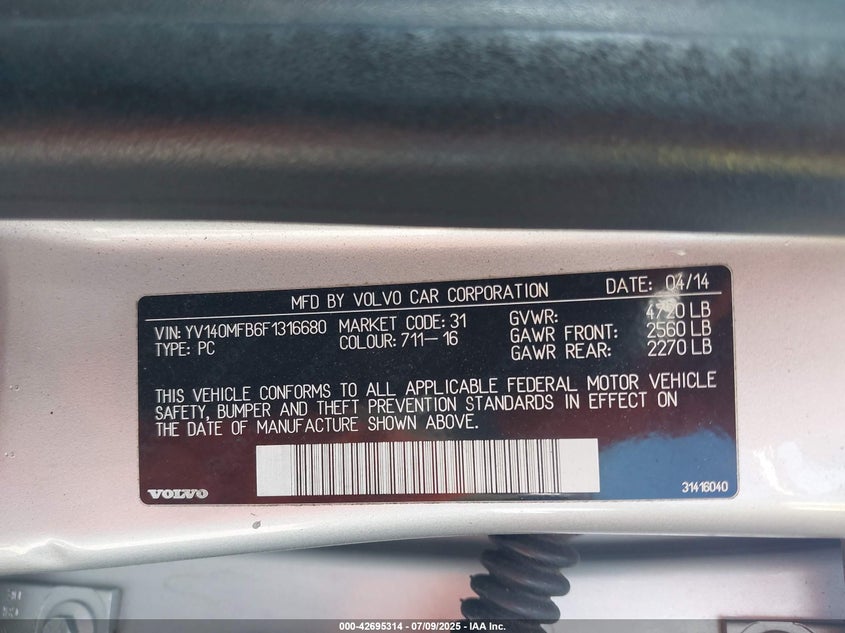 MFD BY VOLVO CAR CORPORATION DATE: 04/14
VIN: YV140MFB6F1316680 MARKET CODE: 31 GVWR: 4720 LB
TYPE: PC COLOUR: 711-16 GAWR FRONT: 2560 LB
GAWR REAR: 2270 LB
THIS VEHICLE CONFORMS TO ALL APPLICABLE FEDERAL MOTOR VEHICLE
SAFETY, BUMPER AND THEFT PREVENTION STANDARDS IN EFFECT ON
THE DATE OF MANUFACTURE SHOWN ABOVE.
VOLVO 31416040
000-42695314 / 07/09/2025 - IAA Inc.